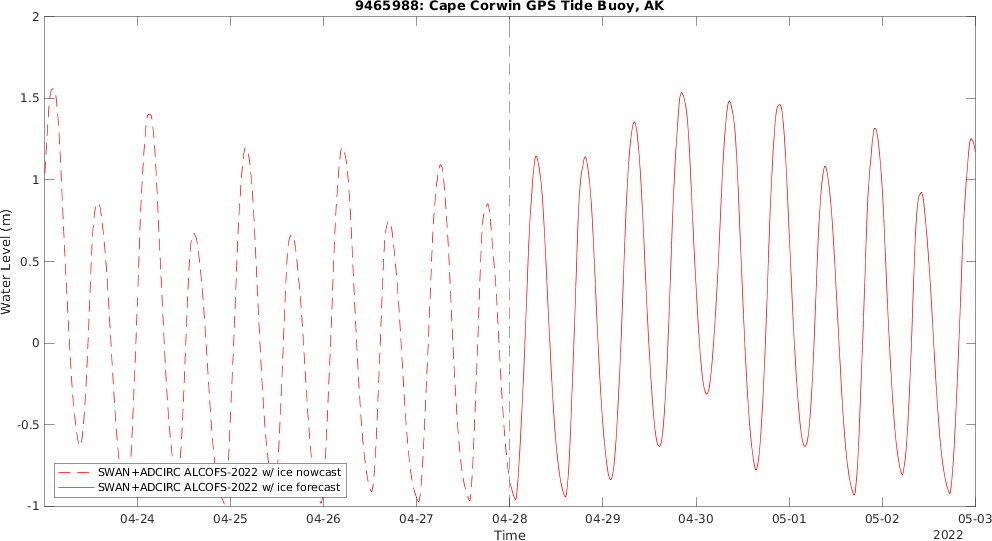 9465988: Cape Corwin GPS Tide Buoy, AK
2
1.5
1
0.5
0
-0.5
-1
Water Level (m)
SWAN+ADCIRC ALCOFS-2022 w/ ice nowcast
SWAN+ADCIRC ALCOFS-2022 w/ ice forecast
04-24 04-25 04-26 04-27 04-28 04-29 04-30 05-01 05-02 05-03
Time
2022